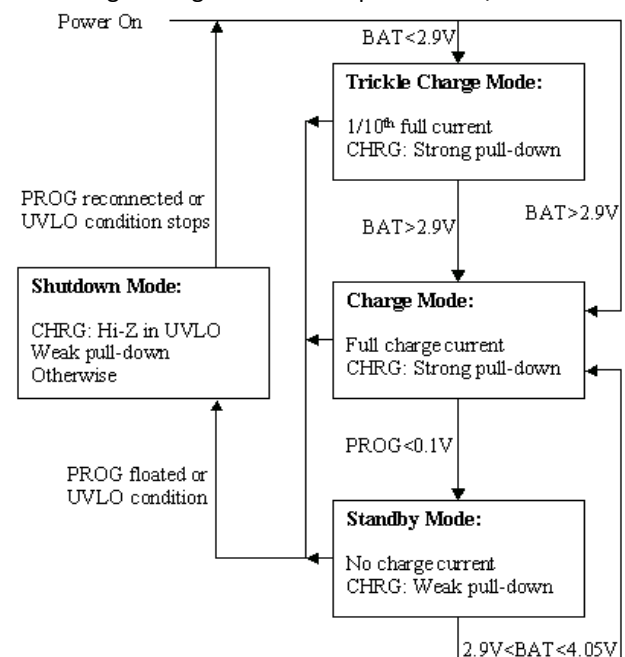 Power On
BAT<2.9V
Trickle Charge Mode:
1/10th full current
CHRG: Strong pull-down
PROG reconnected or
UVLO condition stops
BAT>2.9V
BAT>2.9V
Shutdown Mode:
CHRG: Hi-Z in UVLO
Weak pull-down
Otherwise
Charge Mode:
Full charge current
CHRG: Strong pull-down
PROG<0.1V
PROG floated or
UVLO condition
Standby Mode:
No charge current
CHRG: Weak pull-down
2.9V<BAT<4.05V